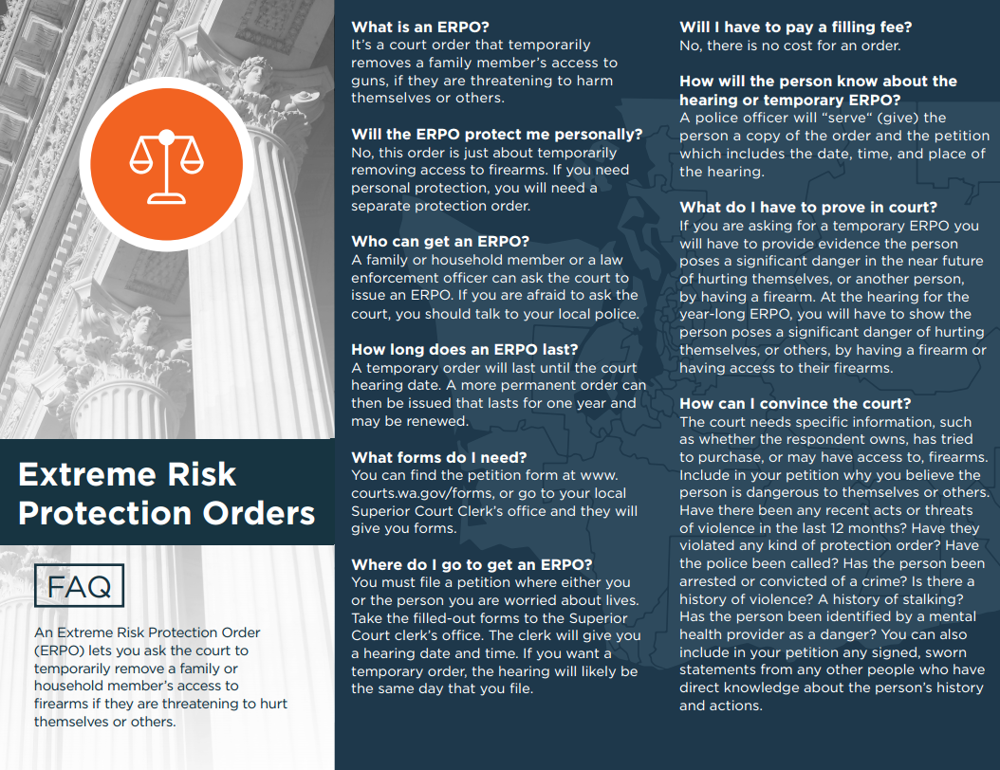 Extreme Risk
Protection Orders
FAQ
An Extreme Risk Protection Order
(ERPO) lets you ask the court to
temporarily remove a family or
household member's access to
firearms if they are threatening to hurt
themselves or others.
What is an ERPO?
It's a court order that temporarily
removes a family member's access to
guns, if they are threatening to harm
themselves or others.
Will the ERPO protect me personally?
No, this order is just about temporarily
removing access to firearms. If you need
personal protection, you will need a
separate protection order.
Who can get an ERPO?
A family or household member or a law
enforcement officer can ask the court to
issue an ERPO. If you are afraid to ask the
court, you should talk to your local police.
How long does an ERPO last?
A temporary order will last until the court
hearing date. A more permanent order can
then be issued that lasts for one year and
may be renewed.
What forms do I need?
You can find the petition form at www.
courts.wa.gov/forms, or go to your local
Superior Court Clerk's office and they will
give you forms.
Where do I go to get an ERPO?
You must file a petition where either you
or the person you are worried about lives.
Take the filled-out forms to the Superior
Court clerk's office. The clerk will give you
a hearing date and time. If you want a
temporary order, the hearing will likely be
the same day that you file.
Will I have to pay a filling fee?
No, there is no cost for an order.
How will the person know about the
hearing or temporary ERPO?
A police officer will “serve“ (give) the
person a copy of the order and the petition
which includes the date, time, and place of
the hearing.
What do I have to prove in court?
If you are asking for a temporary ERPO you
will have to provide evidence the person
poses a significant danger in the near future
of hurting themselves, or another person,
by having a firearm. At the hearing for the
year-long ERPO, you will have to show the
person poses a significant danger of hurting
themselves, or others, by having a firearm or
having access to their firearms.
How can I convince the court?
The court needs specific information, such
as whether the respondent owns, has tried
to purchase, or may have access to, firearms.
Include in your petition why you believe the
person is dangerous to themselves or others.
Have there been any recent acts or threats
of violence in the last 12 months? Have they
violated any kind of protection order? Have
the police been called? Has the person been
arrested or convicted of a crime? Is there a
history of violence? A history of stalking?
Has the person been identified by a mental
health provider as a danger? You can also
include in your petition any signed, sworn
statements from any other people who have
direct knowledge about the person's history
and actions.